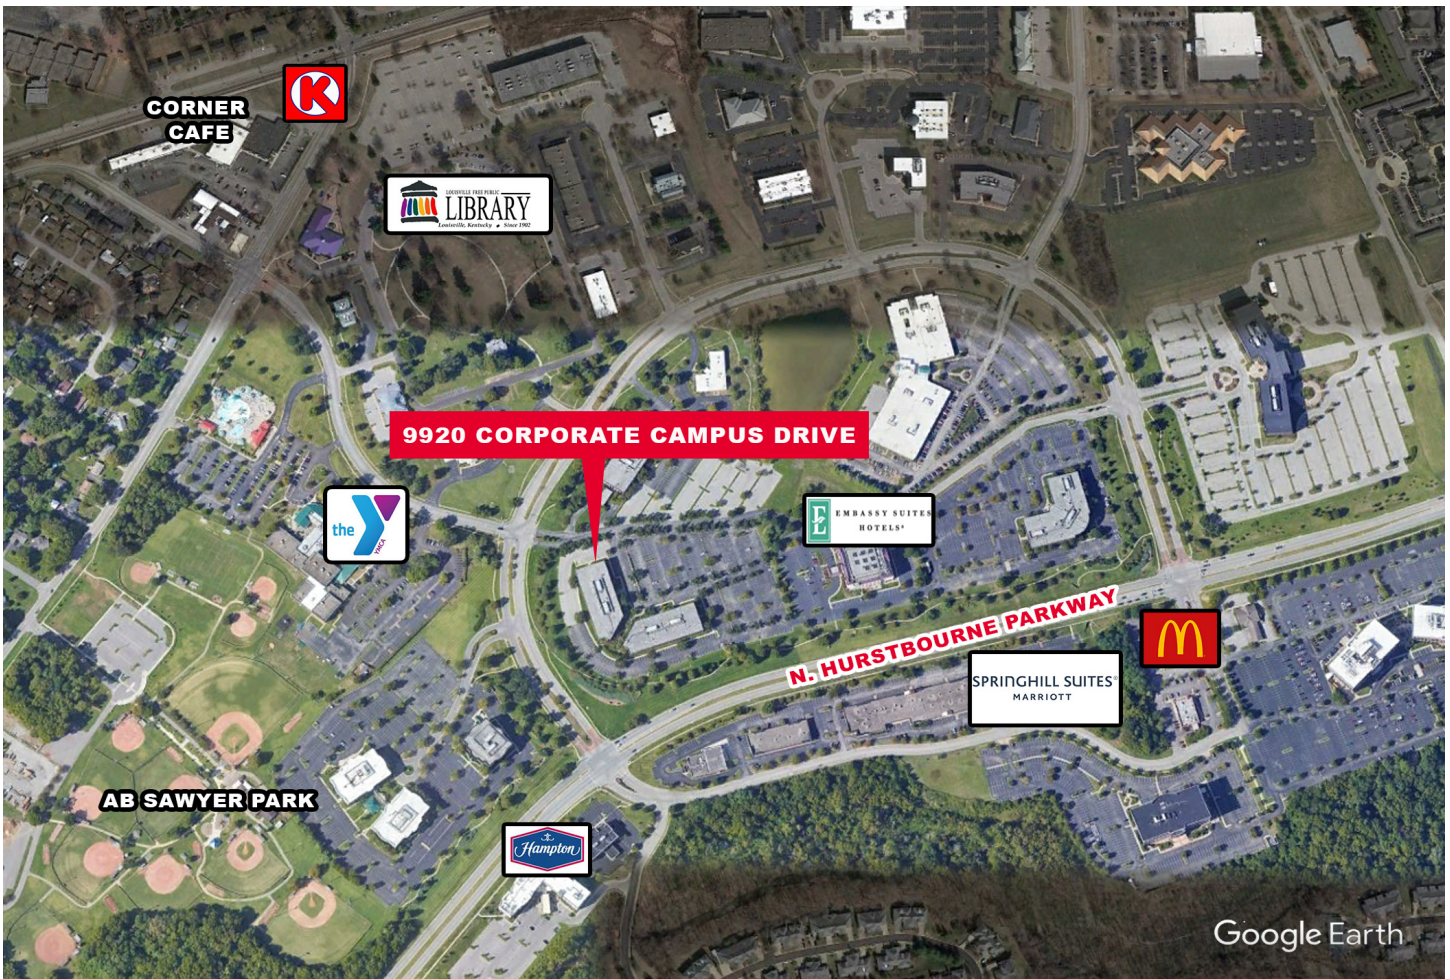 CORNER
CAFE
K
LOUISVILLE FREE PUBLIC
LIBRARY
Louisville, Kentucky ◆ Since 1902
9920 CORPORATE CAMPUS DRIVE
the Y
YMCA
E
S
EMBASSY SUITES
HOTELS®
N. HURSTBOURNE PARKWAY
M
SPRINGHILL SUITES®
MARRIOTT
AB SAWYER PARK
Hampton
Google Earth